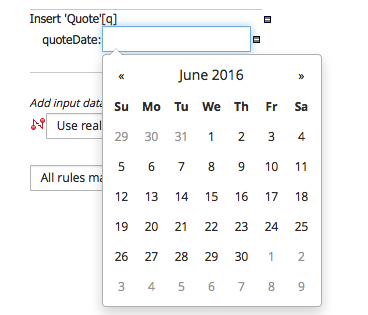 Insert 'Quote'[q]
quoteDate:
« June 2016 »
Su Mo Tu We Th Fr Sa
29 30 31 1 2 3 4
5 6 7 8 9 10 11
12 13 14 15 16 17 18
19 20 21 22 23 24 25
26 27 28 29 30 1 2
3 4 5 6 7 8 9
Add input data
Use real
All rules ma